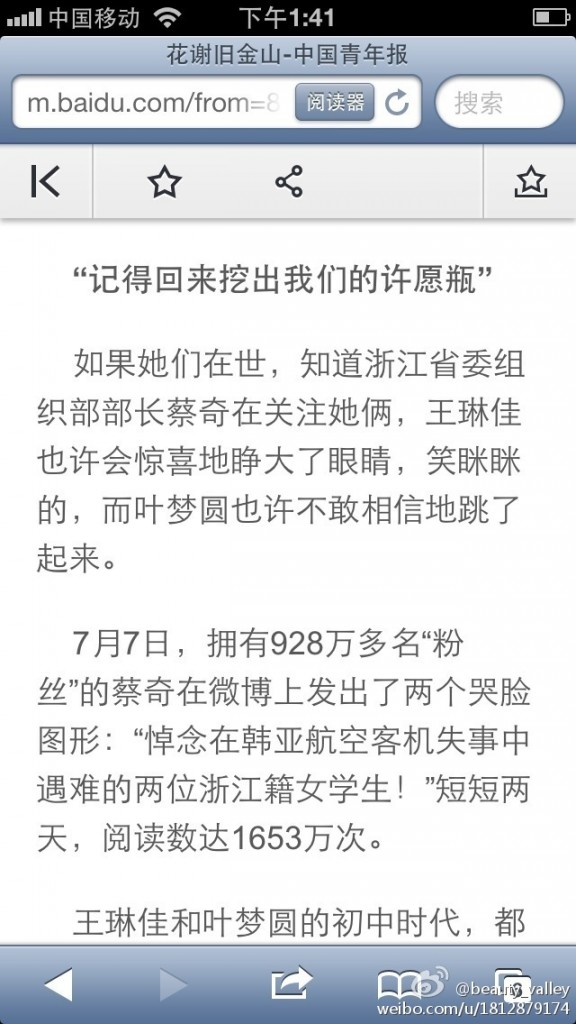 中国移动
下午1:41
花谢旧金山-中国青年报
m.baidu.com/from=8
阅读器
搜索
“记得回来挖出我们的许愿瓶”
如果她们在世，知道浙江省委组
织部部长蔡奇在关注她俩，王琳佳
也许会惊喜地睁大了眼睛，笑眯眯
的，而叶梦圆也许不敢相信地跳了
起来。
7月7日，拥有928万多名“粉
丝”的蔡奇在微博上发出了两个哭脸
图形：“悼念在韩亚航空客机失事中
遇难的两位浙江籍女学生！”短短两
天，阅读数达1653万次。
王琳佳和叶梦圆的初中时代，都
@beauty_valley
weibo.com/u/1812879174